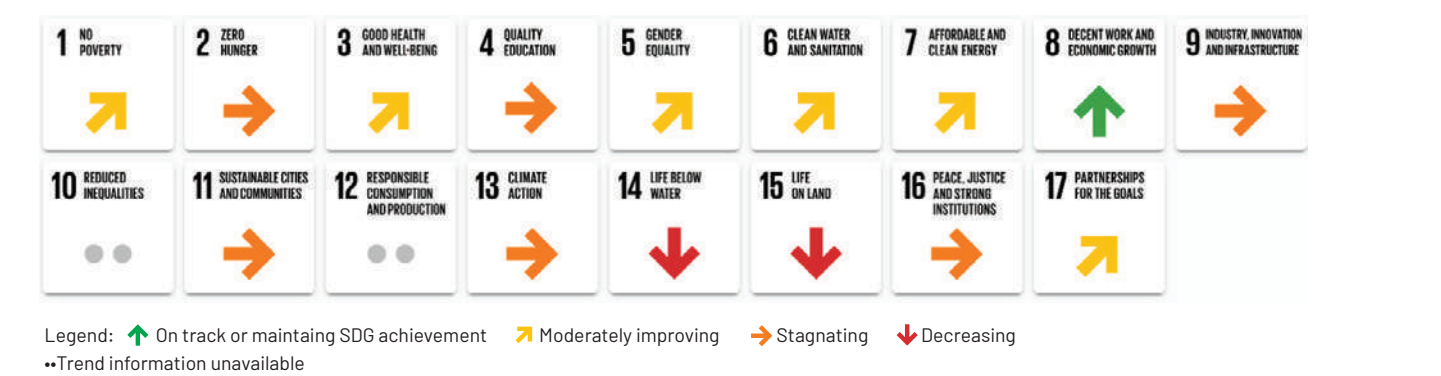 1 NO POVERTY
2 ZERO HUNGER
3 GOOD HEALTH AND WELL-BEING
4 QUALITY EDUCATION
5 GENDER EQUALITY
6 CLEAN WATER AND SANITATION
7 AFFORDABLE AND CLEAN ENERGY
8 DECENT WORK AND ECONOMIC GROWTH
9 INDUSTRY, INNOVATION AND INFRASTRUCTURE
10 REDUCED INEQUALITIES
11 SUSTAINABLE CITIES AND COMMUNITIES
12 RESPONSIBLE CONSUMPTION AND PRODUCTION
13 CLIMATE ACTION
14 LIFE BELOW WATER
15 LIFE ON LAND
16 PEACE, JUSTICE AND STRONG INSTITUTIONS
17 PARTNERSHIPS FOR THE GOALS
Legend: On track or maintaing SDG achievement Moderately improving Stagnating Decreasing
••Trend information unavailable